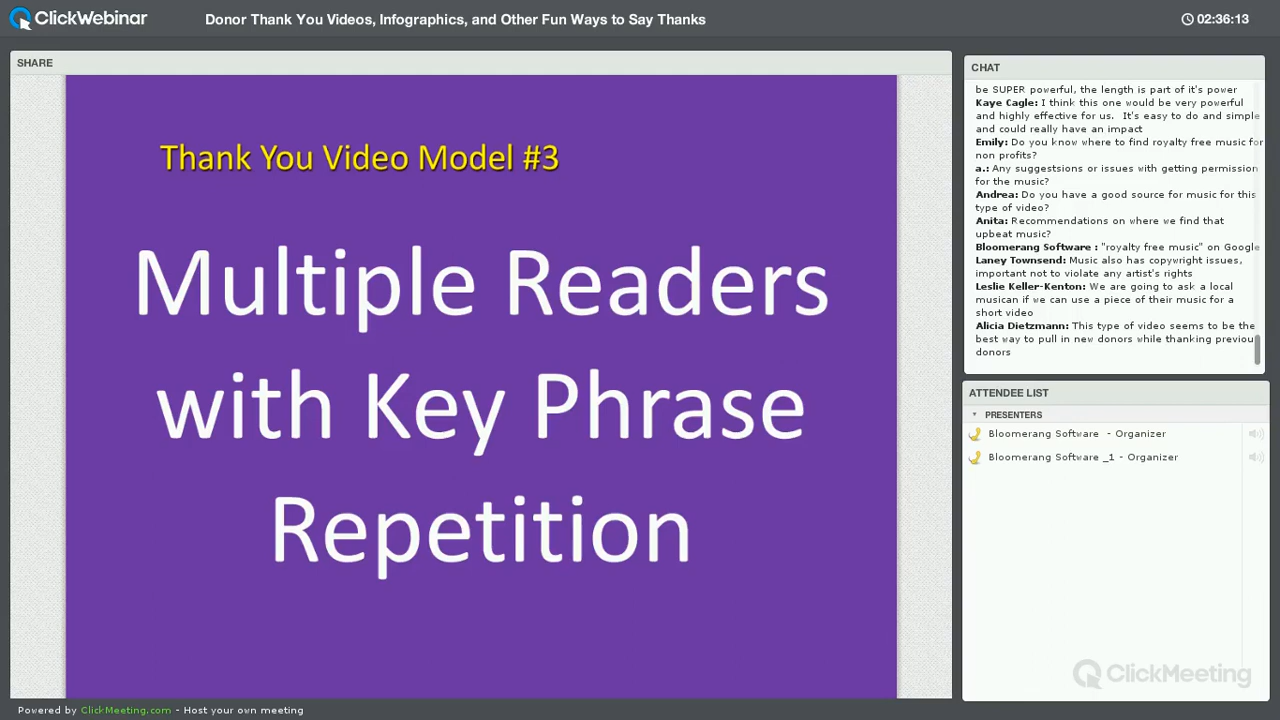 ClickWebinar
Donor Thank You Videos, Infographics, and Other Fun Ways to Say Thanks
02:36:13
SHARE
Thank You Video Model #3
Multiple Readers
with Key Phrase
Repetition
CHAT
be SUPER powerful, the length is part of it's power
Kaye Cagle: I think this one would be very powerful
and highly effective for us. It's easy to do and simple
and could really have an impact
Emily: Do you know where to find royalty free music for
non profits?
a.: Any suggestsions or issues with getting permission
for the music?
Andrea: Do you have a good source for music for this
type of video?
Anita: Recommendations on where we find that
upbeat music?
Bloomerang Software : "royalty free music" on Google
Laney Townsend: Music also has copywright issues,
important not to violate any artist's rights
Leslie Keller-Kenton: We are going to ask a local
musican if we can use a piece of their music for a
short video
Alicia Dietzmann: This type of video seems to be the
best way to pull in new donors while thanking previou
donors
ATTENDEE LIST
PRESENTERS
Bloomerang Software - Organizer
Bloomerang Software _1 - Organizer
ClickMeeting
Powered by ClickMeeting.com - Host your own meeting